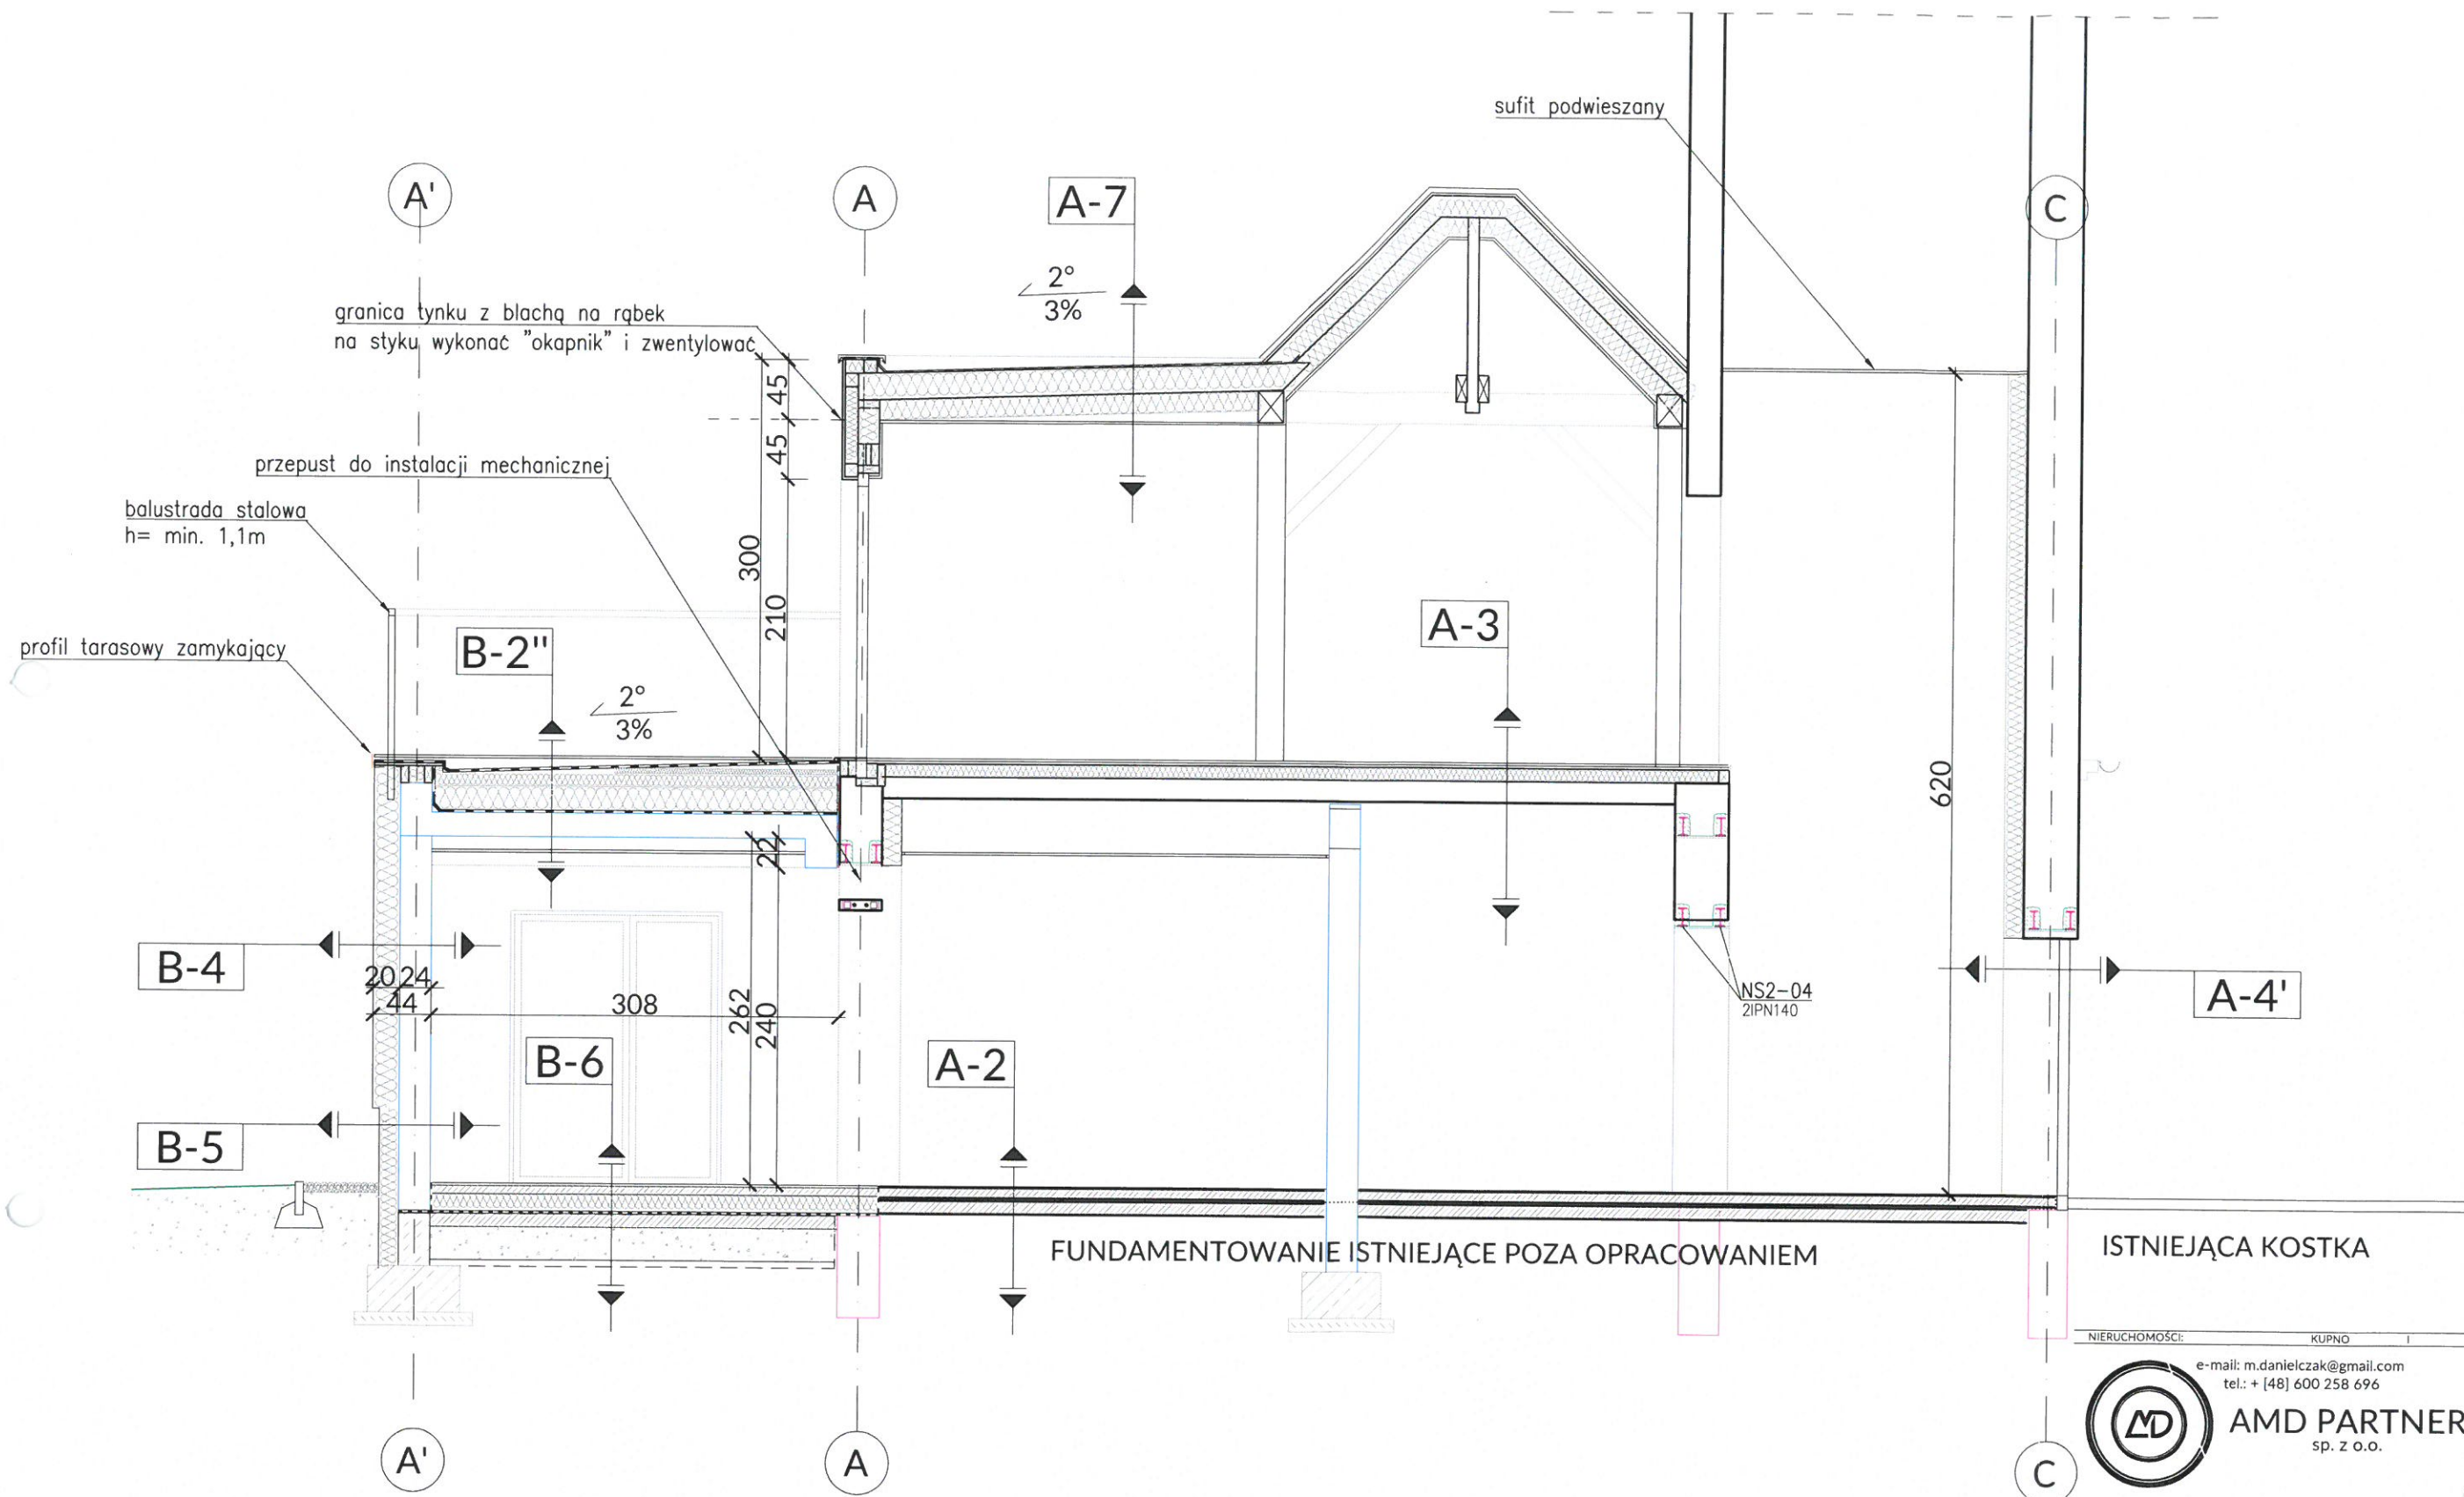 sufit podwieszany
A'
A
A-7
C
2°
3%
granica tynku z blachą na rąbek
na styku wykonać "okapnik" i zwentylować
45
45
przepust do instalacji mechanicznej
balustrada stalowa
h= min. 1,1m
300
210
A-3
profil tarasowy zamykający
B-2"
2°
3%
620
22
B-4
20 24
44
308
262
240
NS2-04
2IPN140
A-4'
B-6
A-2
B-5
FUNDAMENTOWANIE ISTNIEJĄCE POZA OPRACOWANIEM
ISTNIEJĄCA KOSTKA
NIERUCHOMOŚCI: KUPNO I
e-mail: m.danielczak@gmail.com
tel.: + [48] 600 258 696
MD
AMD PARTNER
sp. z o.o.
A'
A
C